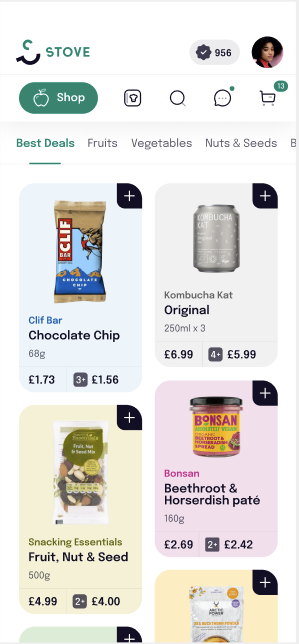 STOVE
956
Shop
13
Best Deals Fruits Vegetables Nuts & Seeds B
CLIF
BAR
CHOCOLATE
CHIP
Clif Bar
Chocolate Chip
68g
£1.73 3+ £1.56
KOMBUCHA
KAT
Kombucha Kat
Original
250ml x 3
£6.99 4+ £5.99
Fruit, Nut
& Seed Mix
Snacking Essentials
Fruit, Nut & Seed
500g
£4.99 2+ £4.00
BONSAN
BEETROOT &
HORSERADISH
SPREAD
Bonsan
Beethroot &
Horserdish paté
160g
£2.69 2+ £2.42
ARCTIC
POWER